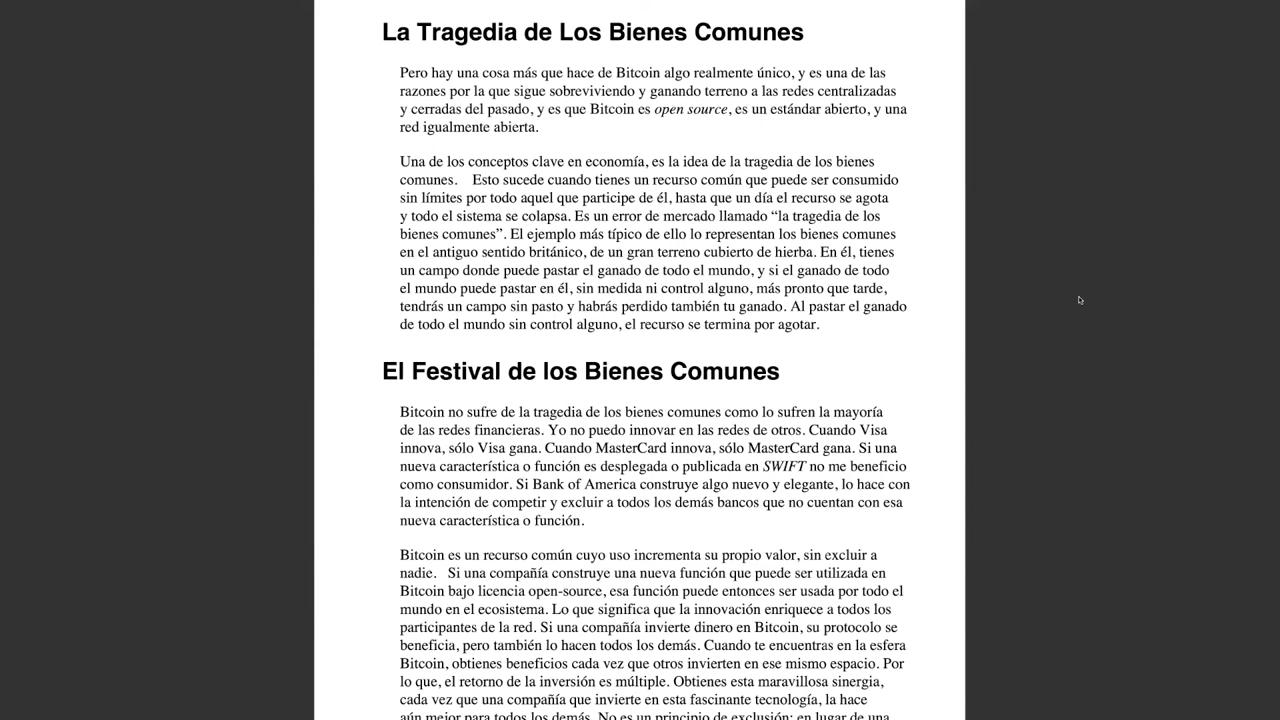 La Tragedia de Los Bienes Comunes
Pero hay una cosa más que hace de Bitcoin algo realmente único, y es una de las
razones por la que sigue sobreviviendo y ganando terreno a las redes centralizadas
y cerradas del pasado, y es que Bitcoin es open source, es un estándar abierto, y una
red igualmente abierta.
Una de los conceptos clave en economía, es la idea de la tragedia de los bienes
comunes. Esto sucede cuando tienes un recurso común que puede ser consumido
sin límites por todo aquel que participe de él, hasta que un día el recurso se agota
y todo el sistema se colapsa. Es un error de mercado llamado “la tragedia de los
bienes comunes”. El ejemplo más típico de ello lo representan los bienes comunes
en el antiguo sentido británico, de un gran terreno cubierto de hierba. En él, tienes
un campo donde puede pastar el ganado de todo el mundo, y si el ganado de todo
el mundo puede pastar en él, sin medida ni control alguno, más pronto que tarde,
tendrás un campo sin pasto y habrás perdido también tu ganado. Al pastar el ganado
de todo el mundo sin control alguno, el recurso se termina por agotar.
El Festival de los Bienes Comunes
Bitcoin no sufre de la tragedia de los bienes comunes como lo sufren la mayoría
de las redes financieras. Yo no puedo innovar en las redes de otros. Cuando Visa
innova, sólo Visa gana. Cuando MasterCard innova, sólo MasterCard gana. Si una
nueva característica o función es desplegada o publicada en SWIFT no me beneficio
como consumidor. Si Bank of America construye algo nuevo y elegante, lo hace con
la intención de competir y excluir a todos los demás bancos que no cuentan con esa
nueva característica o función.
Bitcoin es un recurso común cuyo uso incrementa su propio valor, sin excluir a
nadie. Si una compañía construye una nueva función que puede ser utilizada en
Bitcoin bajo licencia open-source, esa función puede entonces ser usada por todo el
mundo en el ecosistema. Lo que significa que la innovación enriquece a todos los
participantes de la red. Si una compañía invierte dinero en Bitcoin, su protocolo se
beneficia, pero también lo hacen todos los demás. Cuando te encuentras en la esfera
Bitcoin, obtienes beneficios cada vez que otros invierten en ese mismo espacio. Por
lo que, el retorno de la inversión es múltiple. Obtienes esta maravillosa sinergia,
cada vez que una compañía que invierte en esta fascinante tecnología, la hace
aún mejor para todos los demás. No es un principio de exclusión; en lugar de una